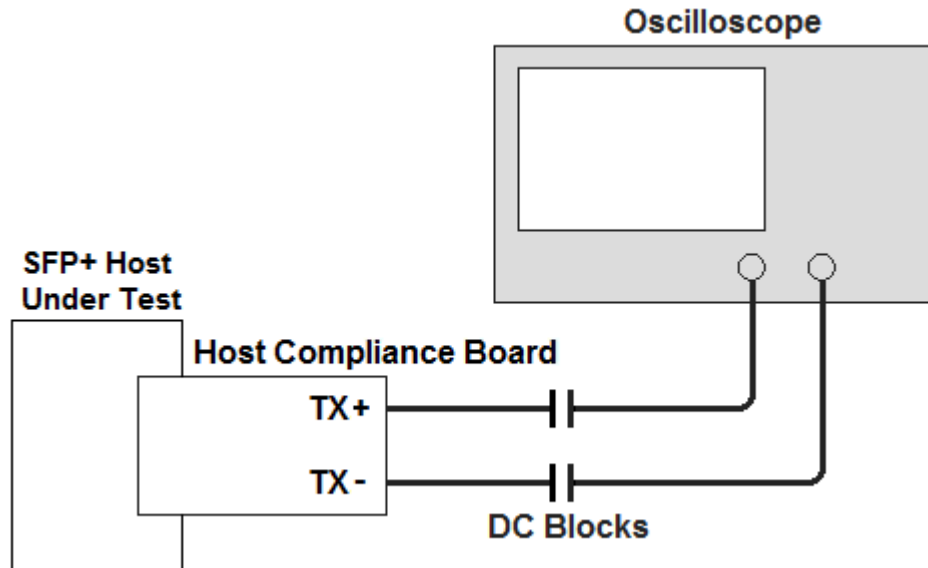 Oscilloscope
SFP+ Host
Under Test
Host Compliance Board
TX+
TX-
DC Blocks